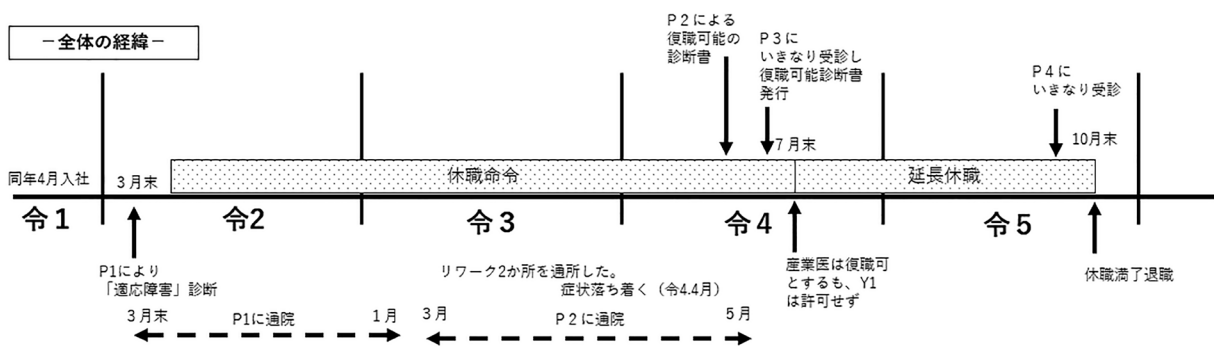 －全体の経緯－
P２による
復職可能の
診断書
P３に
いきなり受診し
復職可能診断書
発行
P４に
いきなり受診
7月末
10月末
同年4月入社
3月末
休職命令
延長休職
令1
令2
令3
令4
令5
P1により
「適応障害」診断
リワーク2か所を通所した。
症状落ち着く（令4.4月）
産業医は復職可
とするも、Y1
は許可せず
休職満了退職
3月末
P1に通院
1月
3月
P２に通院
5月